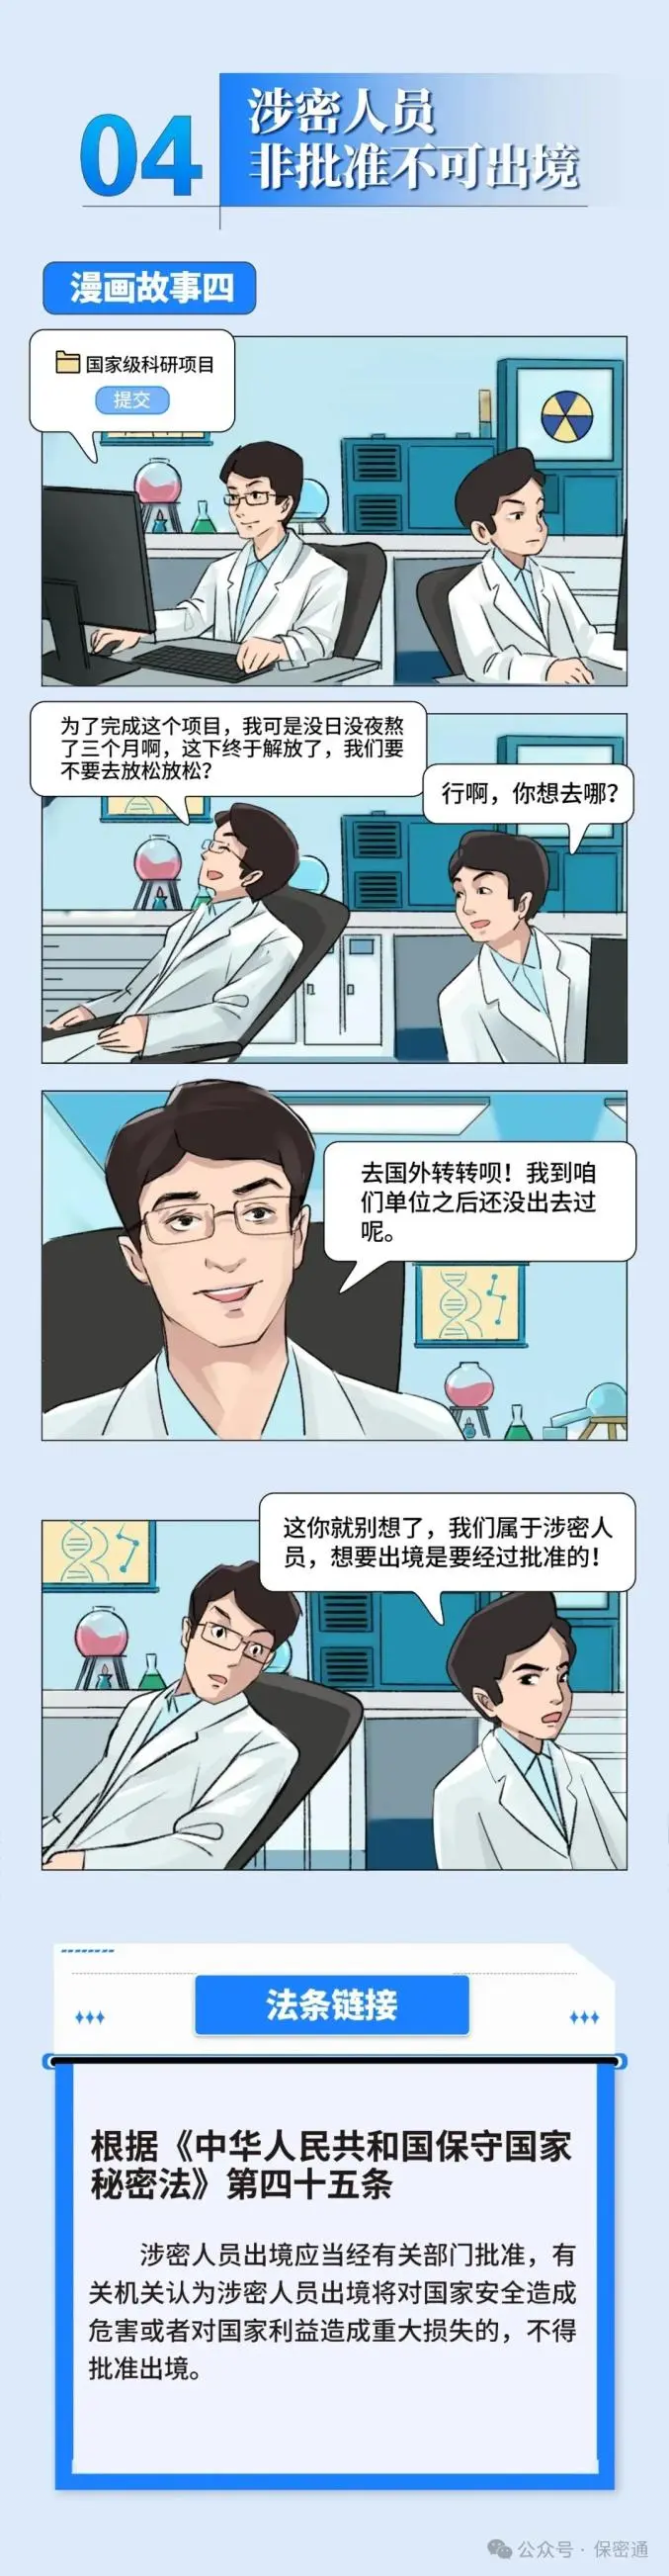 04
涉密人员
非批准不可出境
漫画故事四
国家级科研项目
提交
为了完成这个项目，我可是没日没夜熬
了三个月啊，这下终于解放了，我们要
不要去放松放松？
行啊，你想去哪？
去国外转转呗！我到咱
们单位之后还没出去过
呢。
这你就别想了，我们属于涉密人
员，想要出境是要经过批准的！
法条链接
根据《中华人民共和国保守国家
秘密法》第四十五条
涉密人员出境应当经有关部门批准，有
关机关认为涉密人员出境将对国家安全造成
危害或者对国家利益造成重大损失的，不得
批准出境。
公众号·保密通